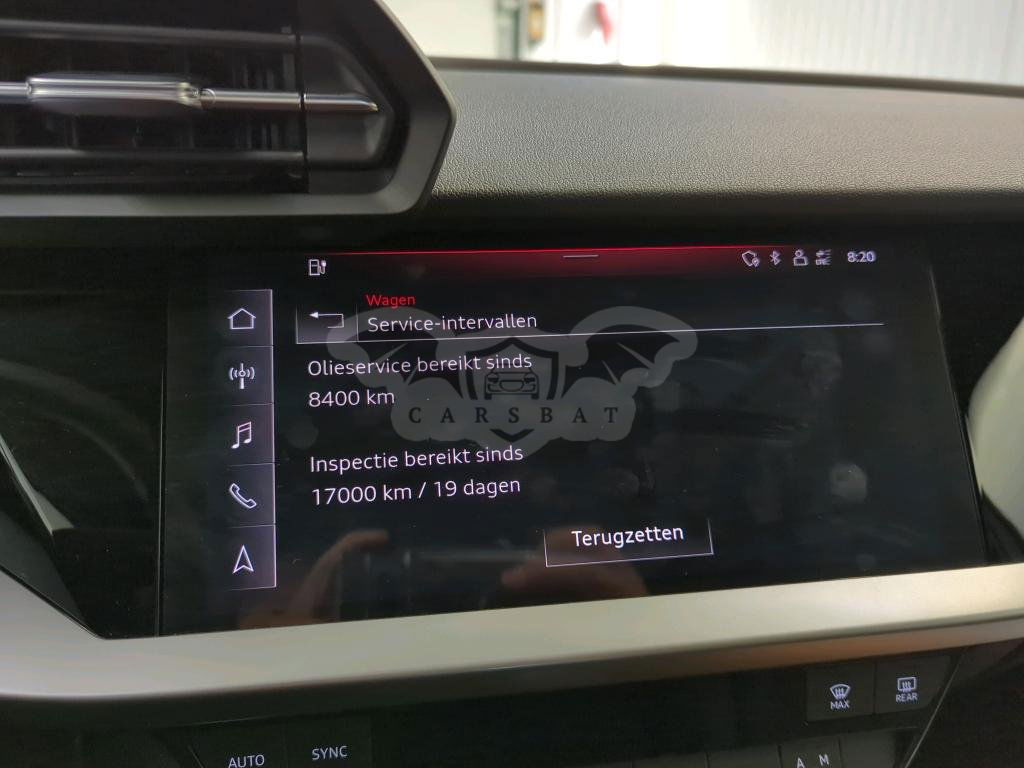 8:20
Wagen
Service-intervallen
Olieservice bereikt sinds
8400 km
CARSBAT
Inspectie bereikt sinds
17000 km / 19 dagen
Terugzetten
MAX
REAR
AUTO
SYNC
A M